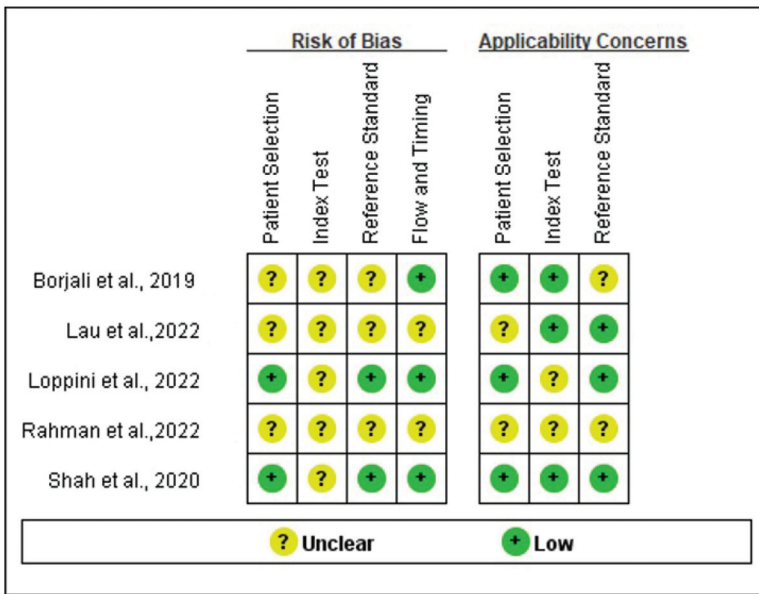 Risk of Bias
Applicability Concerns
Patient Selection
Index Test
Reference Standard
Flow and Timing
Patient Selection
Index Test
Reference Standard
Borjali et al., 2019 ? ? ? + + + ?
Lau et al.,2022 ? ? ? ? ? + +
Loppini et al., 2022 + ? + + + ? +
Rahman et al.,2022 ? ? ? ? ? ? ?
Shah et al., 2020 + ? + + + + +
? Unclear + Low